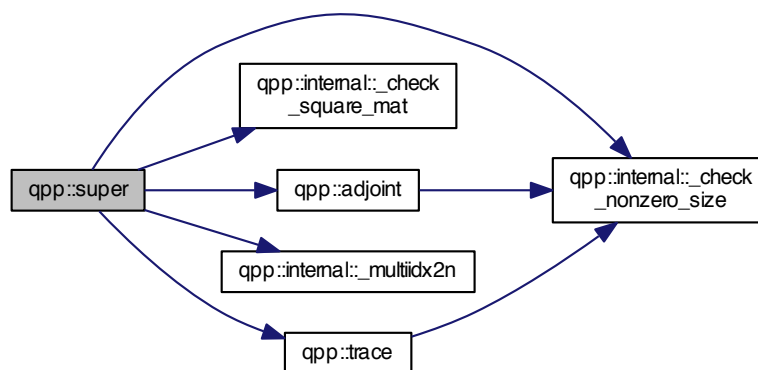 qpp::internal::_check
_square_mat
qpp::super
qpp::adjoint
qpp::internal::_check
_nonzero_size
qpp::internal::_multiidx2n
qpp::trace